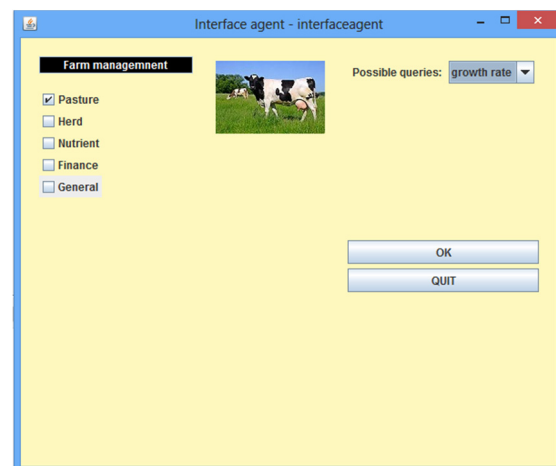 Interface agent - interfaceagent
Farm managemnent
Possible queries: growth rate
Pasture
Herd
Nutrient
Finance
General
OK
QUIT